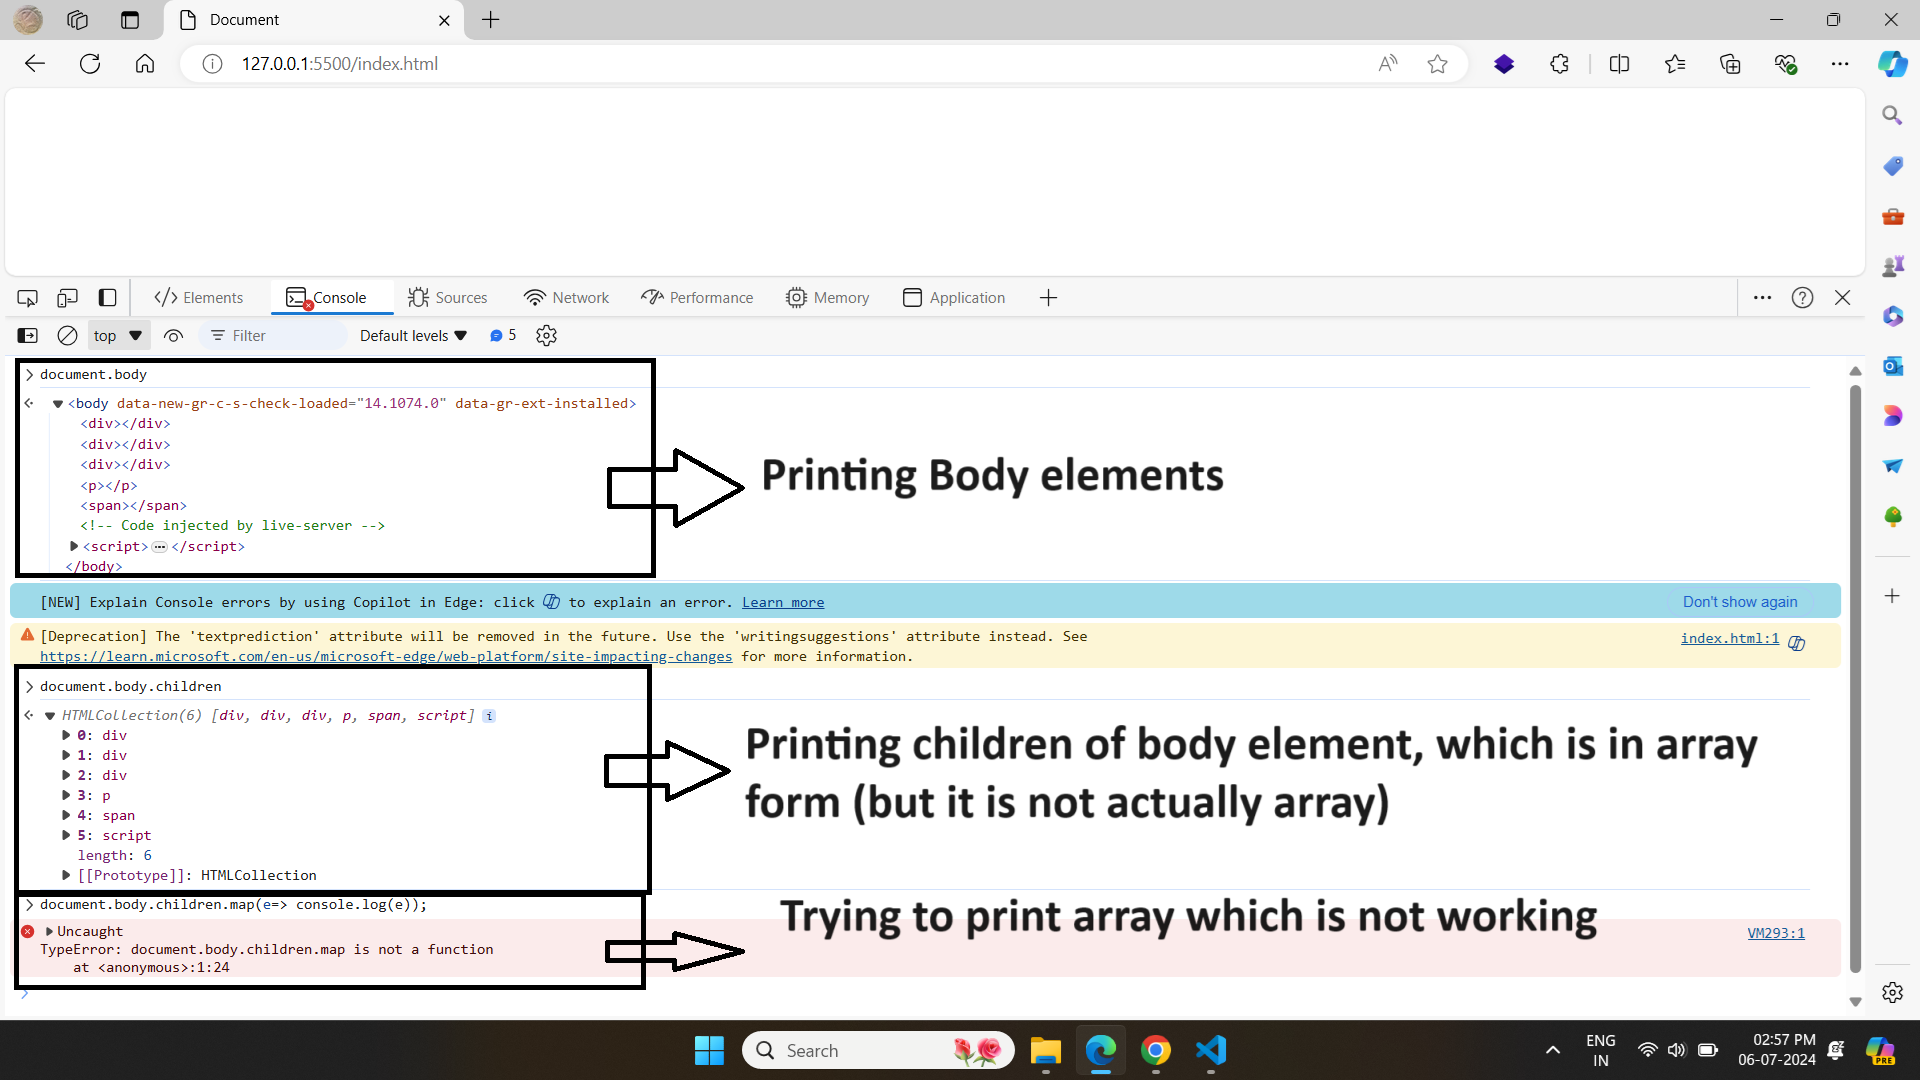 Document
127.0.0.1:5500/index.html
Elements Console Sources Network Performance Memory Application
top Filter Default levels 5
document.body
<body data-new-gr-c-s-check-loaded="14.1074.0" data-gr-ext-installed>
<div></div>
<div></div>
<div></div>
<p></p>
<span></span>
<!-- Code injected by live-server -->
<script>…</script>
</body>
Printing Body elements
[NEW] Explain Console errors by using Copilot in Edge: click to explain an error. Learn more Don't show again
[Deprecation] The 'textprediction' attribute will be removed in the future. Use the 'writingsuggestions' attribute instead. See index.html:1
https://learn.microsoft.com/en-us/microsoft-edge/web-platform/site-impacting-changes for more information.
document.body.children
HTMLCollection(6) [div, div, div, p, span, script] i
0: div
1: div
2: div
3: p
4: span
5: script
length: 6
[[Prototype]]: HTMLCollection
Printing children of body element, which is in array
form (but it is not actually array)
document.body.children.map(e=> console.log(e));
Uncaught VM293:1
TypeError: document.body.children.map is not a function
at <anonymous>:1:24
Trying to print array which is not working
Search
ENG
IN
02:57 PM
06-07-2024
PRE